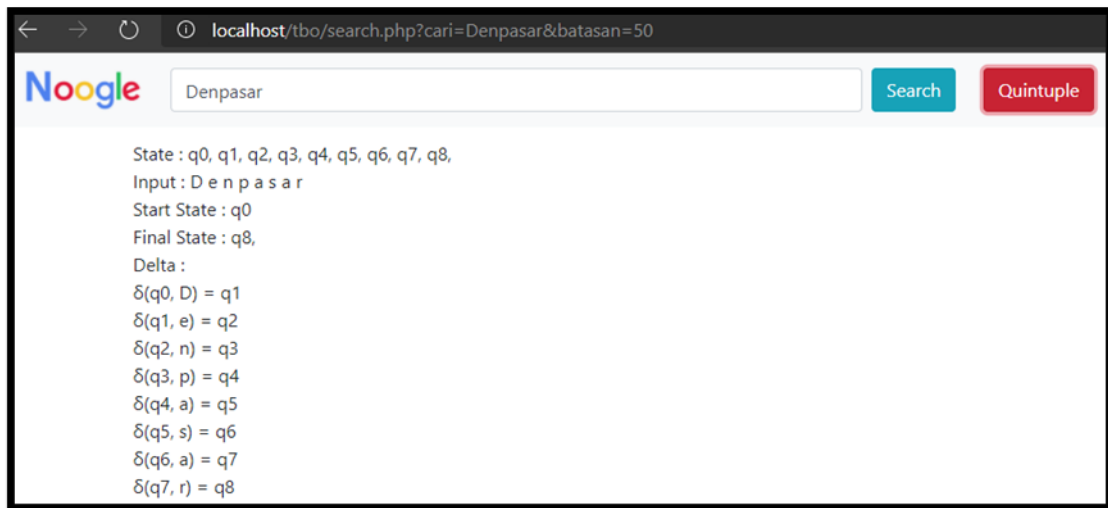 localhost/tbo/search.php?cari=Denpasar&batasan=50
Noogle Denpasar Search Quintuple
State : q0, q1, q2, q3, q4, q5, q6, q7, q8,
Input : D e n p a s a r
Start State : q0
Final State : q8,
Delta :
δ(q0, D) = q1
δ(q1, e) = q2
δ(q2, n) = q3
δ(q3, p) = q4
δ(q4, a) = q5
δ(q5, s) = q6
δ(q6, a) = q7
δ(q7, r) = q8